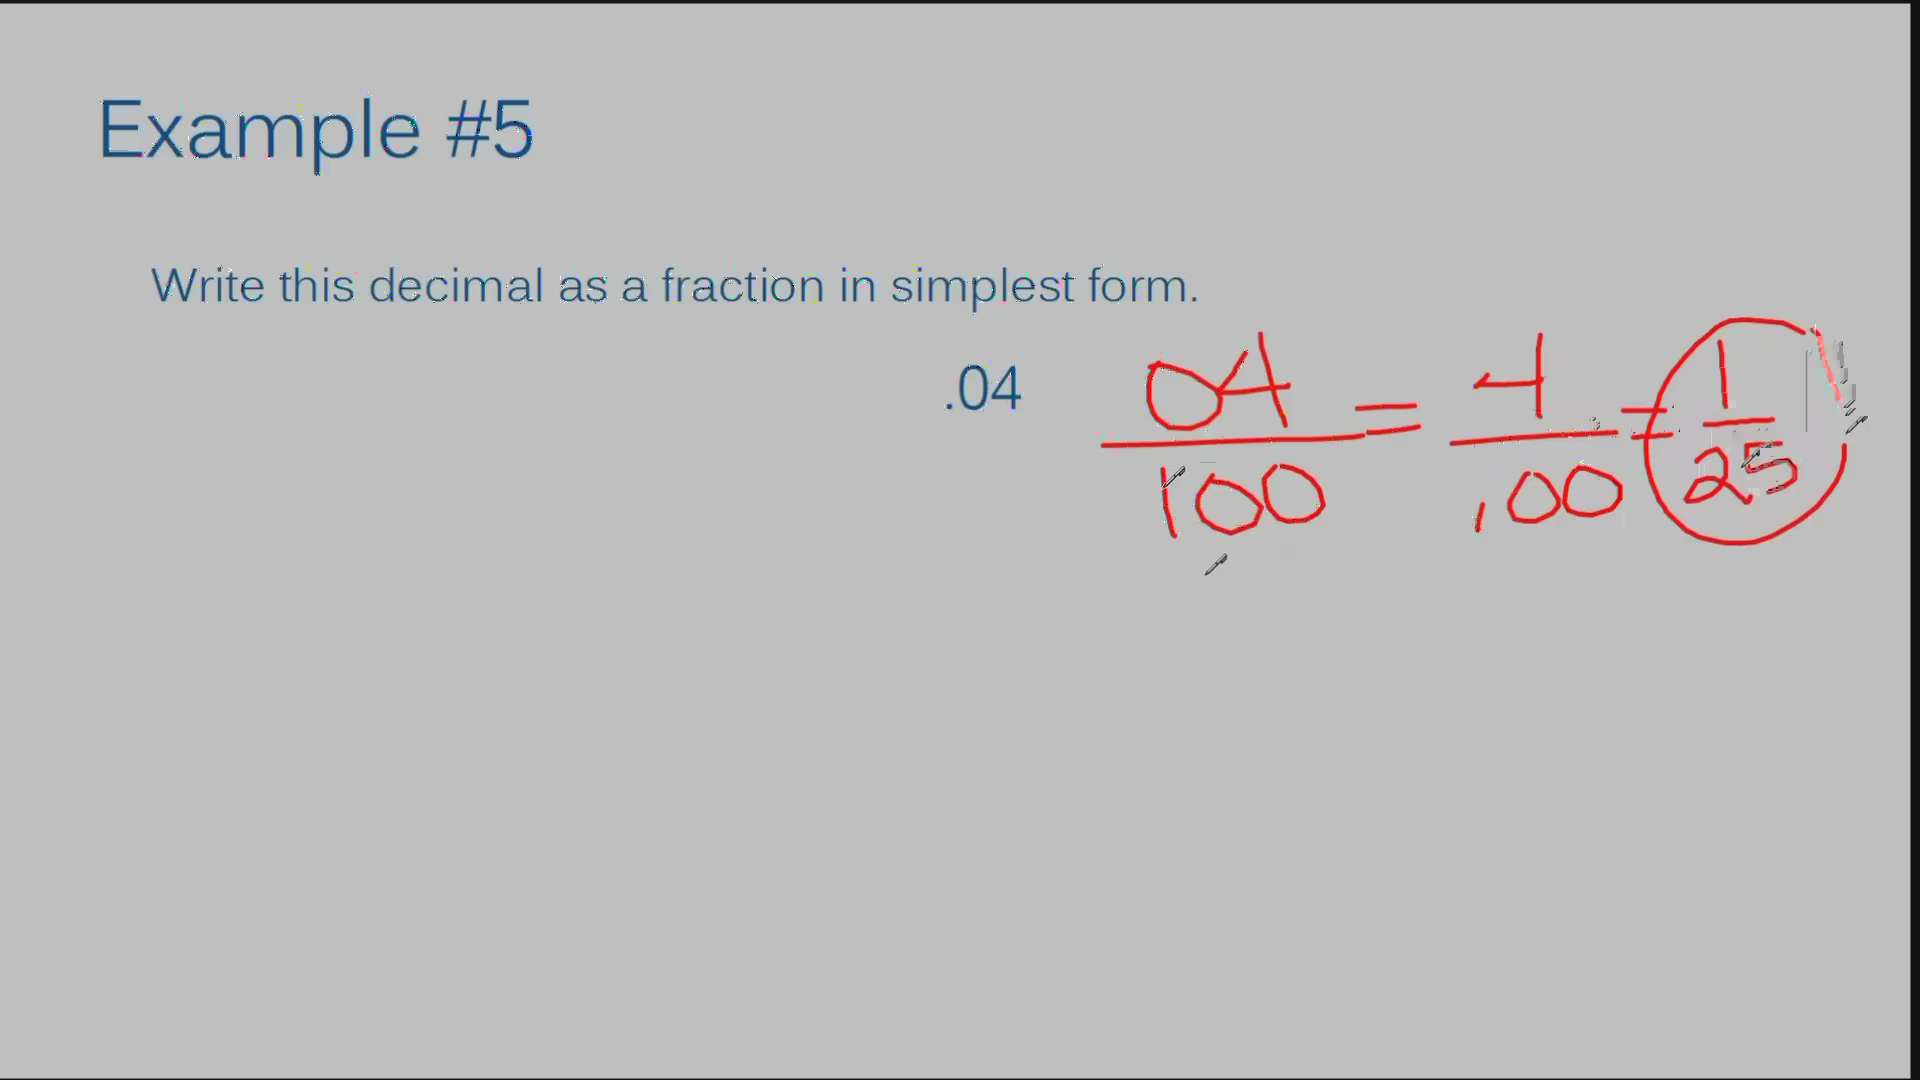 Example #5
Write this decimal as a fraction in simplest form.
.04 04/100 = 4/100 = 1/25